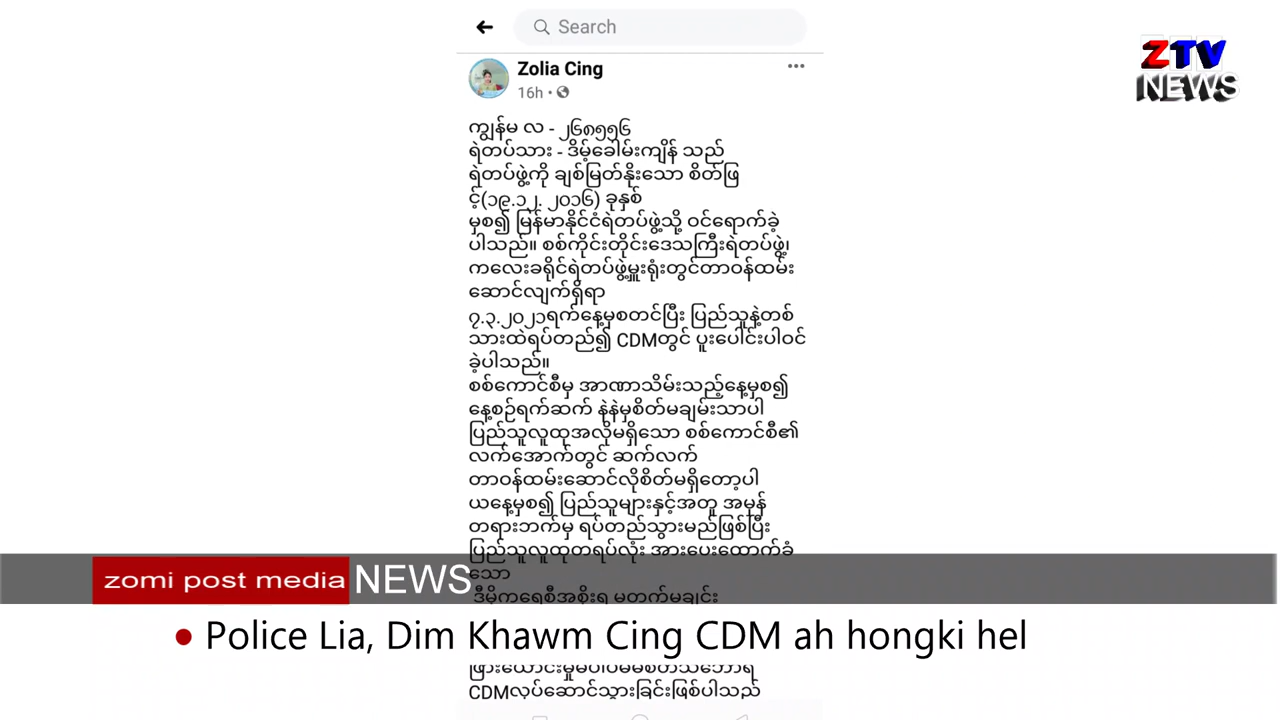 Search
ZTV
NEWS
Zolia Cing
16h
ကျွန်မ လ - ၂၆၈၅၅၆
ရဲတပ်သား - ဒိမ့်ခေါမ်းကျိန် သည်
ရဲတပ်ဖွဲ့ကို ချစ်မြတ်နိုးသော စိတ်ဖြ
င့်(၁၉.၁၂. ၂၀၁၆) ခုနှစ်
မှစ၍ မြန်မာနိုင်ငံရဲတပ်ဖွဲ့သို့ ဝင်ရောက်ခဲ့
ပါသည်။ စစ်ကိုင်းတိုင်းဒေသကြီးရဲတပ်ဖွဲ့၊
ကလေးခရိုင်ရဲတပ်ဖွဲ့မှူးရုံးတွင်တာဝန်ထမ်း
ဆောင်လျက်ရှိရာ
၇.၃.၂၀၂၁ရက်နေ့မှစတင်ပြီး ပြည်သူနဲ့တစ်
သားထဲရပ်တည်၍ CDMတွင် ပူးပေါင်းပါဝင်
ခဲ့ပါသည်။
စစ်ကောင်စီမှ အာဏာသိမ်းသည့်နေ့မှစ၍
နေ့စဉ်ရက်ဆက် နဲနဲမှစိတ်မချမ်းသာပါ
ပြည်သူလူထုအလိုမရှိသော စစ်ကောင်စီ၏
လက်အောက်တွင် ဆက်လက်
တာဝန်ထမ်းဆောင်လိုစိတ်မရှိတော့ပါ
ယနေ့မှစ၍ ပြည်သူများနှင့်အတူ အမှန်
တရားဘက်မှ ရပ်တည်သွားမည်ဖြစ်ပြီး
ပြည်သူလူထုတရပ်လုံး အားပေးထောက်ခံ
သော
ဒီမိုကရေစီအစိုးရ မတက်မချင်း
zomi post media NEWS
Police Lia, Dim Khawm Cing CDM ah hongki hel
CDMလုပ်ဆောင်သွားခြင်းဖြစ်ပါသည်